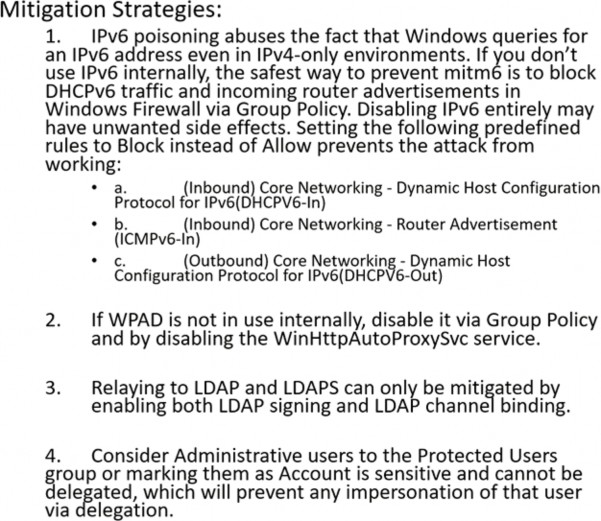 Mitigation Strategies:
1. IPv6 poisoning abuses the fact that Windows queries for
an IPv6 address even in IPv4-only environments. If you don't
use IPv6 internally, the safest way to prevent mitm6 is to block
DHCPv6 traffic and incoming router advertisements in
Windows Firewall via Group Policy. Disabling IPv6 entirely may
have unwanted side effects. Setting the following predefined
rules to Block instead of Allow prevents the attack from
working:
• a. (Inbound) Core Networking - Dynamic Host Configuration
Protocol for IPv6(DHCPV6-In)
• b. (Inbound) Core Networking - Router Advertisement
(ICMPv6-In)
• c. (Outbound) Core Networking - Dynamic Host
Configuration Protocol for IPv6(DHCPV6-Out)
2. If WPAD is not in use internally, disable it via Group Policy
and by disabling the WinHttpAutoProxySvc service.
3. Relaying to LDAP and LDAPS can only be mitigated by
enabling both LDAP signing and LDAP channel binding.
4. Consider Administrative users to the Protected Users
group or marking them as Account is sensitive and cannot be
delegated, which will prevent any impersonation of that user
via delegation.